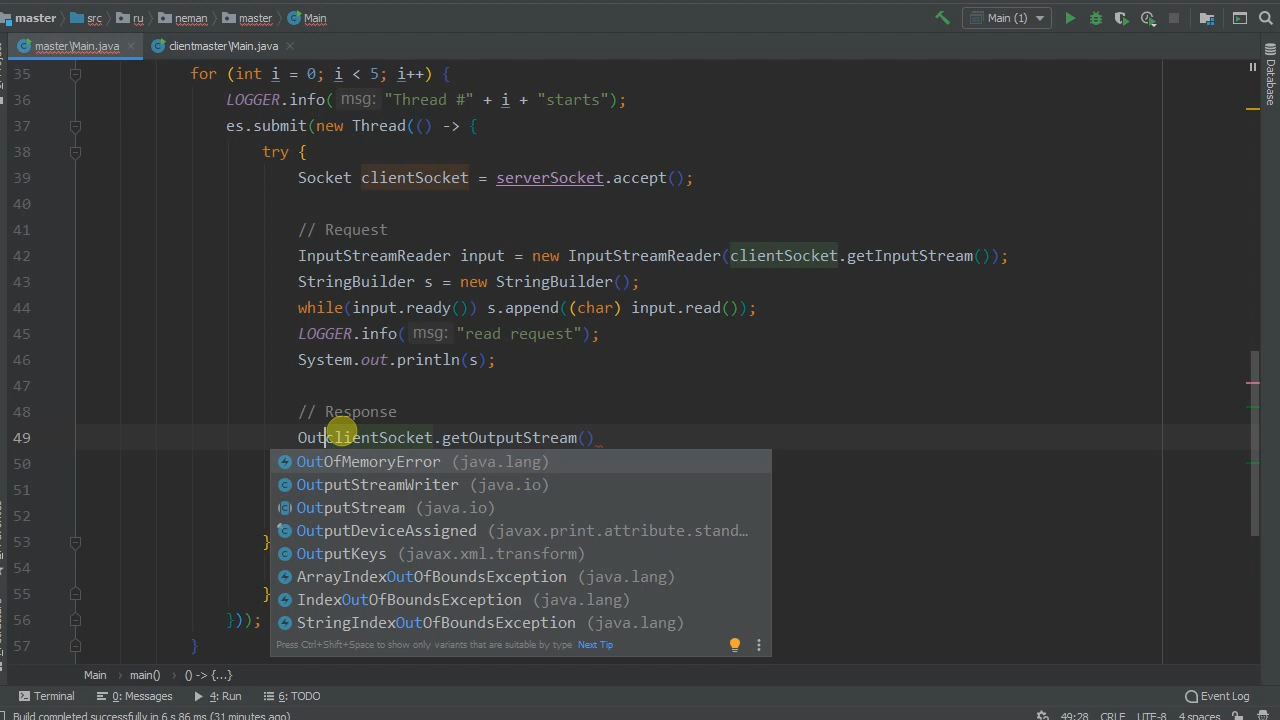 master src ru neman master Main Main (1)
master\Main.java clientmaster\Main.java
Database
35 for (int i = 0; i < 5; i++) {
36 LOGGER.info( msg: "Thread #" + i + "starts");
37 es.submit(new Thread(() -> {
38 try {
39 Socket clientSocket = serverSocket.accept();
40
41 // Request
42 InputStreamReader input = new InputStreamReader(clientSocket.getInputStream());
43 StringBuilder s = new StringBuilder();
44 while(input.ready()) s.append((char) input.read());
45 LOGGER.info( msg: "read request");
46 System.out.println(s);
47
48 // Response
49 OutclientSocket.getOutputStream()
50 OutOfMemoryError (java.lang)
OutputStreamWriter (java.io)
51 OutputStream (java.io)
52 OutputDeviceAssigned (javax.print.attribute.stand...
53 } OutputKeys (javax.xml.transform)
54 ArrayIndexOutOfBoundsException (java.lang)
55 } IndexOutOfBoundsException (java.lang)
56 })); StringIndexOutOfBoundsException (java.lang)
57 } Press Ctrl+Shift+Space to show only variants that are suitable by type Next Tip
Main main() () -> {...}
Terminal 0: Messages 4: Run 6: TODO Event Log
Build completed successfully in 6 s 86 ms (31 minutes ago) 49:28 CRLF UTF-8 4 spaces